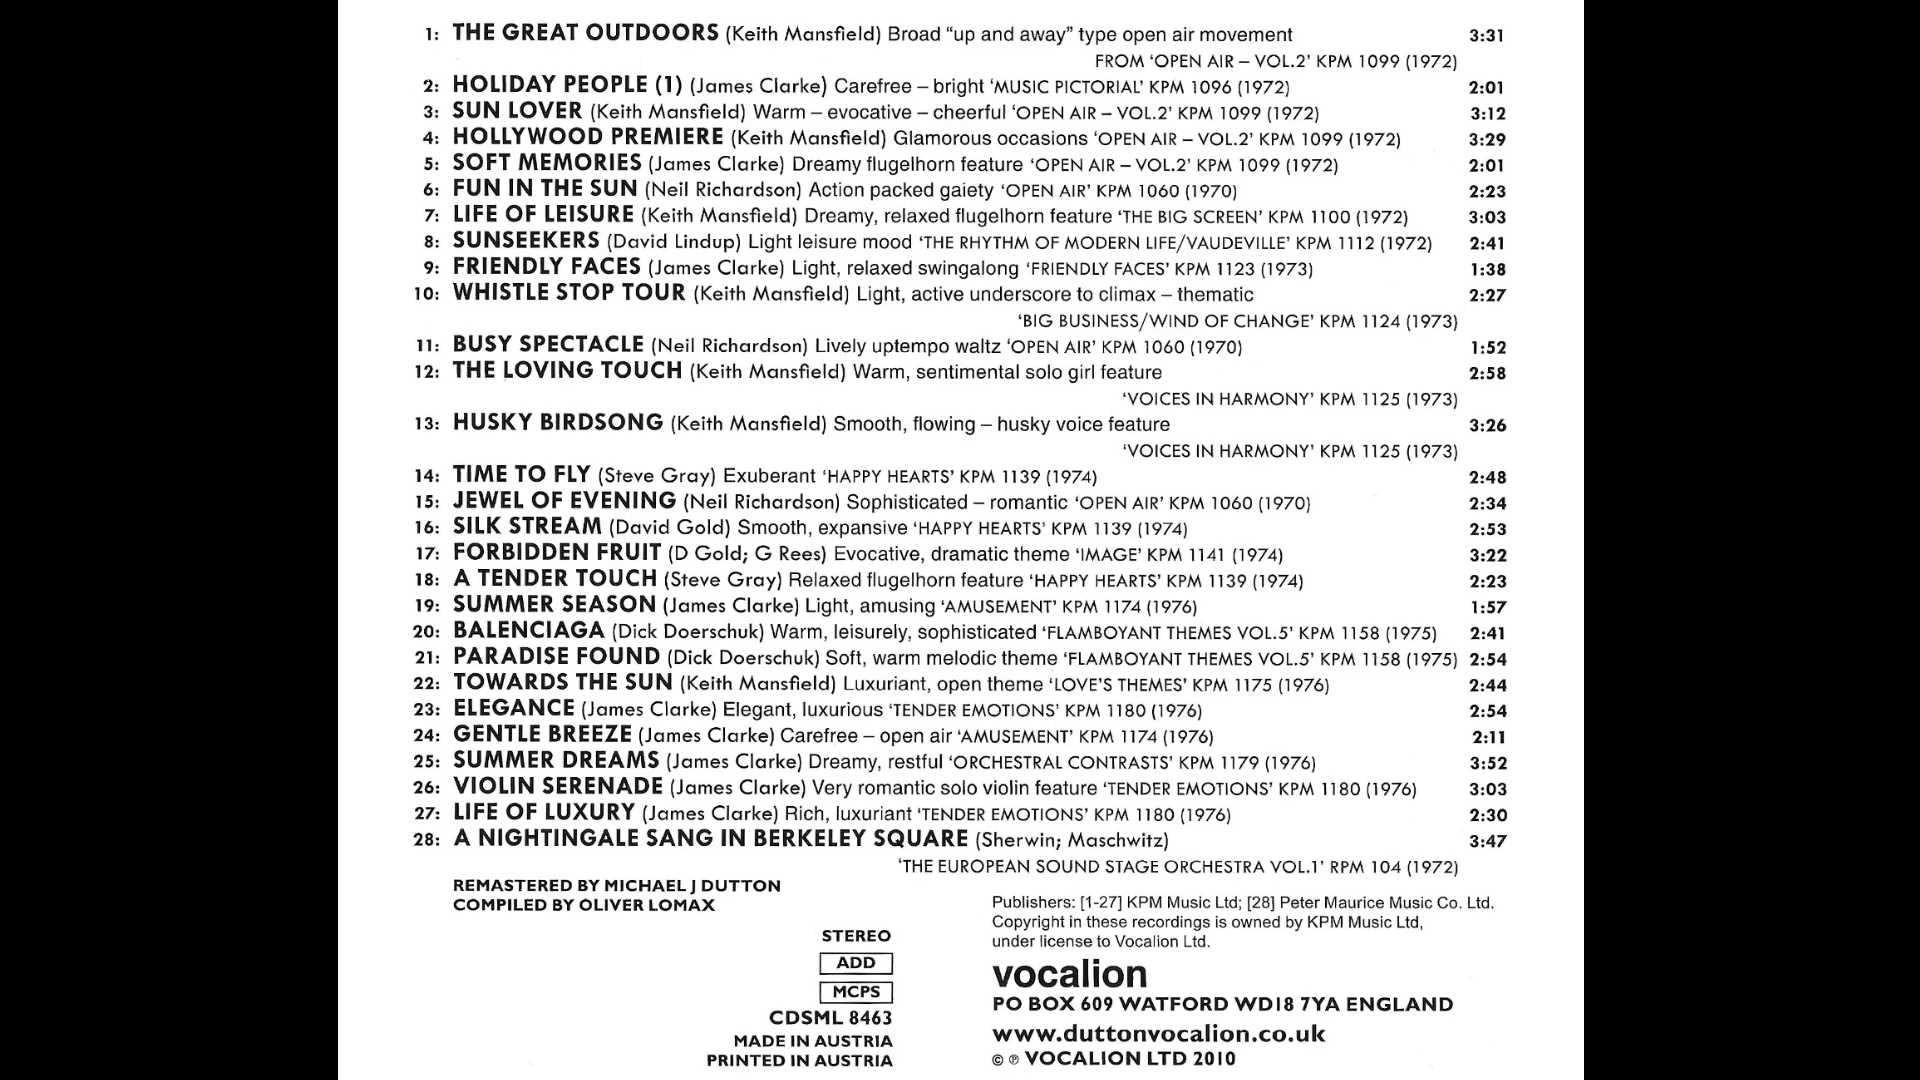 1: THE GREAT OUTDOORS (Keith Mansfield) Broad “up and away” type open air movement 3:31
FROM ‘OPEN AIR – VOL.2’ KPM 1099 (1972)
2: HOLIDAY PEOPLE (1) (James Clarke) Carefree – bright ‘MUSIC PICTORIAL’ KPM 1096 (1972) 2:01
3: SUN LOVER (Keith Mansfield) Warm – evocative – cheerful ‘OPEN AIR – VOL.2’ KPM 1099 (1972) 3:12
4: HOLLYWOOD PREMIERE (Keith Mansfield) Glamorous occasions ‘OPEN AIR – VOL.2’ KPM 1099 (1972) 3:29
5: SOFT MEMORIES (James Clarke) Dreamy flugelhorn feature ‘OPEN AIR – VOL.2’ KPM 1099 (1972) 2:01
6: FUN IN THE SUN (Neil Richardson) Action packed gaiety ‘OPEN AIR’ KPM 1060 (1970) 2:23
7: LIFE OF LEISURE (Keith Mansfield) Dreamy, relaxed flugelhorn feature ‘THE BIG SCREEN’ KPM 1100 (1972) 3:03
8: SUNSEEKERS (David Lindup) Light leisure mood ‘THE RHYTHM OF MODERN LIFE/VAUDEVILLE’ KPM 1112 (1972) 2:41
9: FRIENDLY FACES (James Clarke) Light, relaxed swingalong ‘FRIENDLY FACES’ KPM 1123 (1973) 1:38
10: WHISTLE STOP TOUR (Keith Mansfield) Light, active underscore to climax – thematic 2:27
‘BIG BUSINESS/WIND OF CHANGE’ KPM 1124 (1973)
11: BUSY SPECTACLE (Neil Richardson) Lively uptempo waltz ‘OPEN AIR’ KPM 1060 (1970) 1:52
12: THE LOVING TOUCH (Keith Mansfield) Warm, sentimental solo girl feature 2:58
‘VOICES IN HARMONY’ KPM 1125 (1973)
13: HUSKY BIRDSONG (Keith Mansfield) Smooth, flowing – husky voice feature 3:26
‘VOICES IN HARMONY’ KPM 1125 (1973)
14: TIME TO FLY (Steve Gray) Exuberant ‘HAPPY HEARTS’ KPM 1139 (1974) 2:48
15: JEWEL OF EVENING (Neil Richardson) Sophisticated – romantic ‘OPEN AIR’ KPM 1060 (1970) 2:34
16: SILK STREAM (David Gold) Smooth, expansive ‘HAPPY HEARTS’ KPM 1139 (1974) 2:53
17: FORBIDDEN FRUIT (D Gold; G Rees) Evocative, dramatic theme ‘IMAGE’ KPM 1141 (1974) 3:22
18: A TENDER TOUCH (Steve Gray) Relaxed flugelhorn feature ‘HAPPY HEARTS’ KPM 1139 (1974) 2:23
19: SUMMER SEASON (James Clarke) Light, amusing ‘AMUSEMENT’ KPM 1174 (1976) 1:57
20: BALENCIAGA (Dick Doerschuk) Warm, leisurely, sophisticated ‘FLAMBOYANT THEMES VOL.5’ KPM 1158 (1975) 2:41
21: PARADISE FOUND (Dick Doerschuk) Soft, warm melodic theme ‘FLAMBOYANT THEMES VOL.5’ KPM 1158 (1975) 2:54
22: TOWARDS THE SUN (Keith Mansfield) Luxuriant, open theme ‘LOVE’S THEMES’ KPM 1175 (1976) 2:44
23: ELEGANCE (James Clarke) Elegant, luxurious ‘TENDER EMOTIONS’ KPM 1180 (1976) 2:54
24: GENTLE BREEZE (James Clarke) Carefree – open air ‘AMUSEMENT’ KPM 1174 (1976) 2:11
25: SUMMER DREAMS (James Clarke) Dreamy, restful ‘ORCHESTRAL CONTRASTS’ KPM 1179 (1976) 3:52
26: VIOLIN SERENADE (James Clarke) Very romantic solo violin feature ‘TENDER EMOTIONS’ KPM 1180 (1976) 3:03
27: LIFE OF LUXURY (James Clarke) Rich, luxuriant ‘TENDER EMOTIONS’ KPM 1180 (1976) 2:30
28: A NIGHTINGALE SANG IN BERKELEY SQUARE (Sherwin; Maschwitz) 3:47
‘THE EUROPEAN SOUND STAGE ORCHESTRA VOL.1’ RPM 104 (1972)
REMASTERED BY MICHAEL J DUTTON
COMPILED BY OLIVER LOMAX
STEREO
ADD
MCPS
CDSML 8463
MADE IN AUSTRIA
PRINTED IN AUSTRIA
Publishers: [1-27] KPM Music Ltd; [28] Peter Maurice Music Co. Ltd.
Copyright in these recordings is owned by KPM Music Ltd,
under license to Vocalion Ltd.
vocalion
PO BOX 609 WATFORD WD18 7YA ENGLAND
www.duttonvocalion.co.uk
© ℗ VOCALION LTD 2010